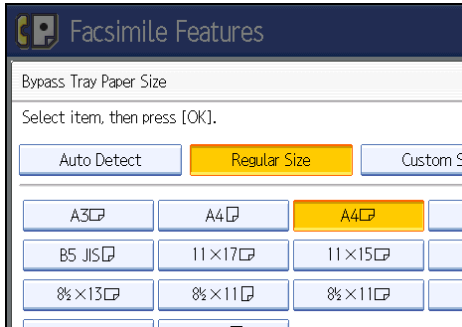 Facsimile Features
Bypass Tray Paper Size
Select item, then press [OK].
Auto Detect Regular Size Custom S
A3 A4 A4
B5 JIS 11×17 11×15
8½×13 8½×11 8½×11